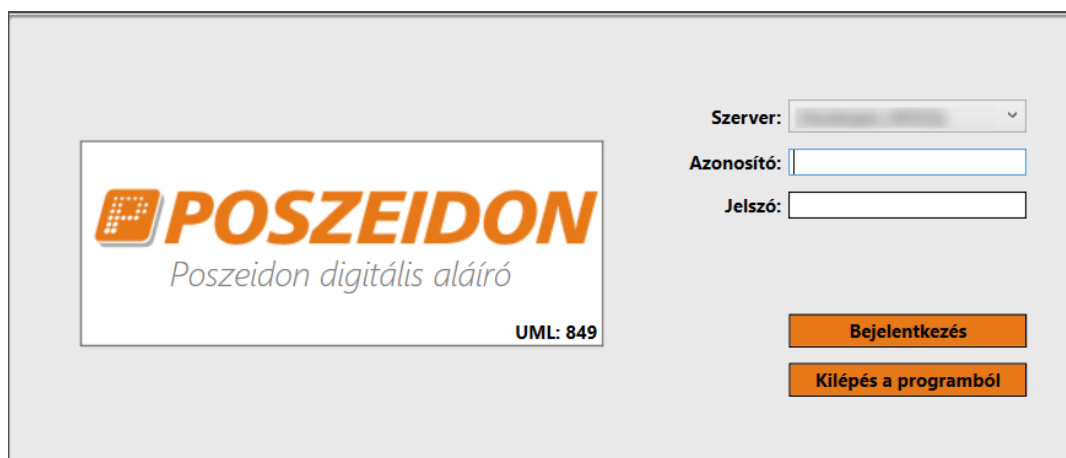 Szerver:
Azonosító:
Jelszó:
POSZEIDON
Poszeidon digitális aláíró
UML: 849
Bejelentkezés
Kilépés a programból